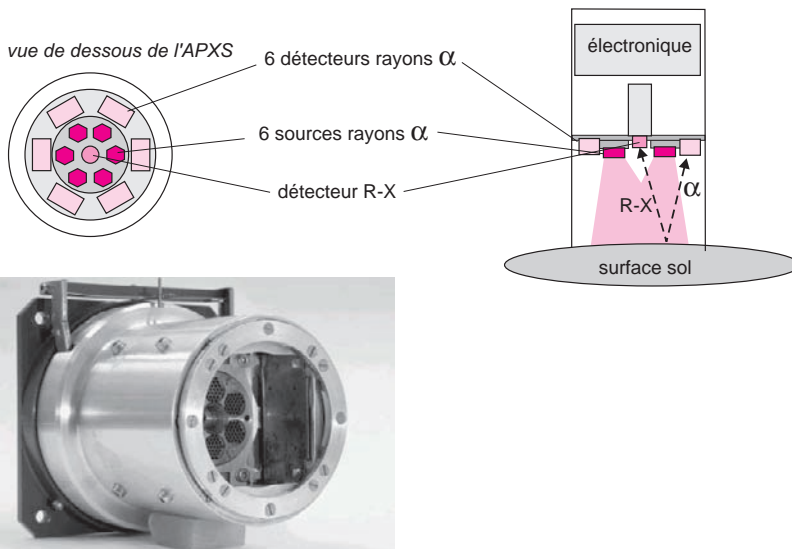 vue de dessous de l'APXS
6 détecteurs rayons α
6 sources rayons α
détecteur R-X
électronique
R-X
α
surface sol